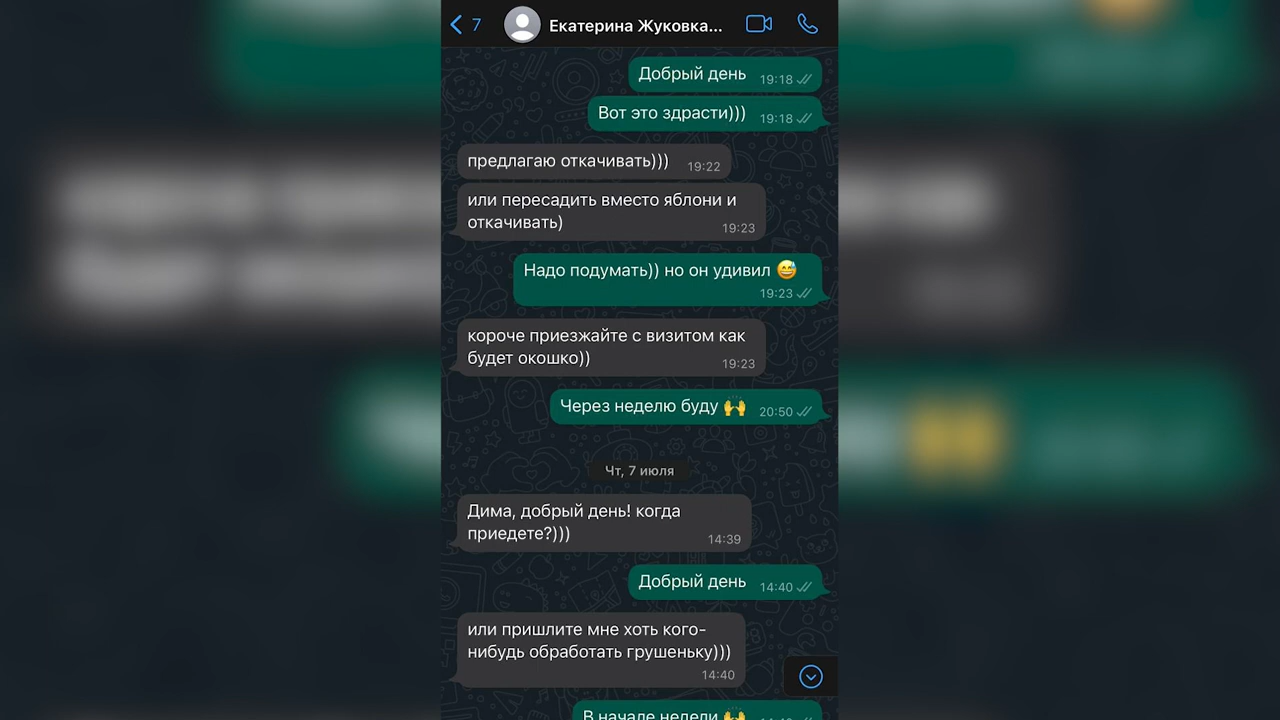 7
Екатерина Жуковка...
Добрый день 19:18
Вот это здрасти))) 19:18
предлагаю откачивать))) 19:22
или пересадить вместо яблони и
откачивать) 19:23
Надо подумать)) но он удивил 😅
19:23
короче приезжайте с визитом как
будет окошко)) 19:23
Через неделю буду 🙌 20:50
Чт, 7 июля
Дима, добрый день! когда
приедете?))) 14:39
Добрый день 14:40
или пришлите мне хоть кого-
нибудь обработать грушеньку)))
14:40
В начале недели 🙌